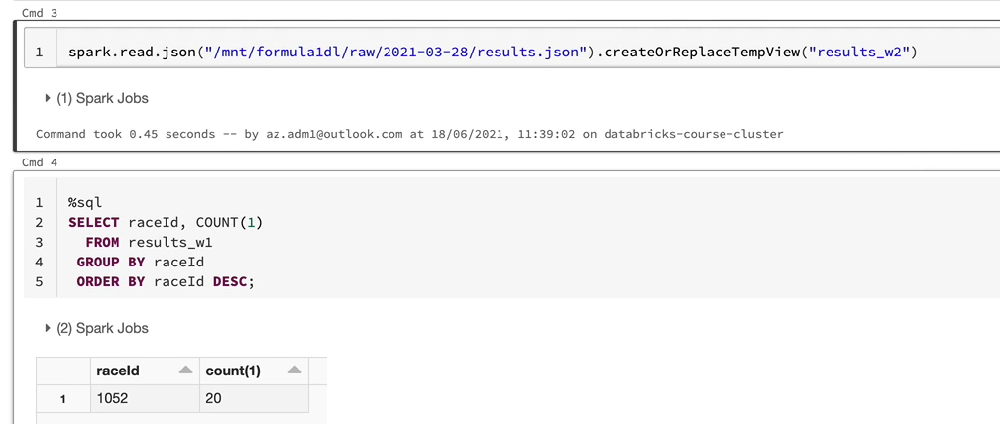 Cmd 3
1 spark.read.json("/mnt/formula1dl/raw/2021-03-28/results.json").createOrReplaceTempView("results_w2")
(1) Spark Jobs
Command took 0.45 seconds -- by az.adm1@outlook.com at 18/06/2021, 11:39:02 on databricks-course-cluster
Cmd 4
1 %sql
2 SELECT raceId, COUNT(1)
3 FROM results_w1
4 GROUP BY raceId
5 ORDER BY raceId DESC;
(2) Spark Jobs
raceId count(1)
1 1052 20